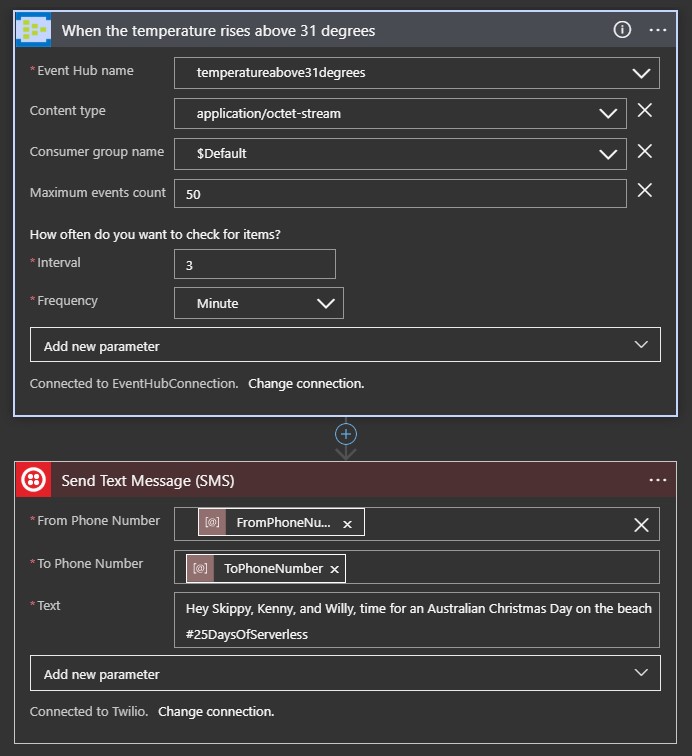 When the temperature rises above 31 degrees
* Event Hub name
temperatureabove31degrees
Content type
application/octet-stream
Consumer group name
$Default
Maximum events count
50
How often do you want to check for items?
* Interval
3
* Frequency
Minute
Add new parameter
Connected to EventHubConnection. Change connection.
Send Text Message (SMS)
* From Phone Number
[@] FromPhoneNu... ×
* To Phone Number
[@] ToPhoneNumber ×
* Text
Hey Skippy, Kenny, and Willy, time for an Australian Christmas Day on the beach
#25DaysOfServerless
Add new parameter
Connected to Twilio. Change connection.